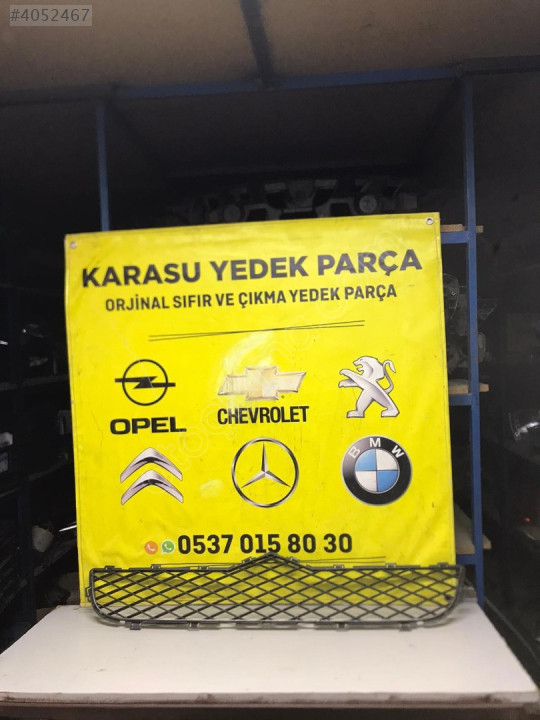 #4052467
KARASU YEDEK PARÇA
ORJİNAL SIFIR VE ÇIKMA YEDEK PARÇA
OPEL
CHEVROLET
BMW
0537 015 80 30